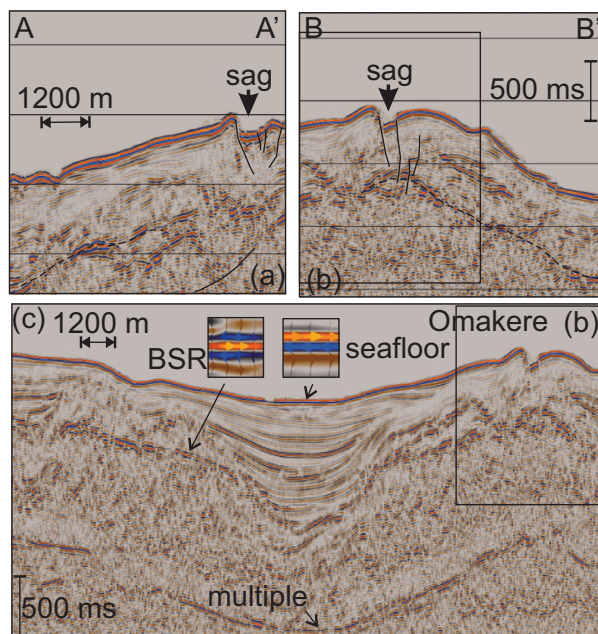 A A'
sag
1200 m
(a)
B B'
sag
500 ms
(b)
(c) 1200 m
Omakere (b)
BSR
seafloor
500 ms
multiple